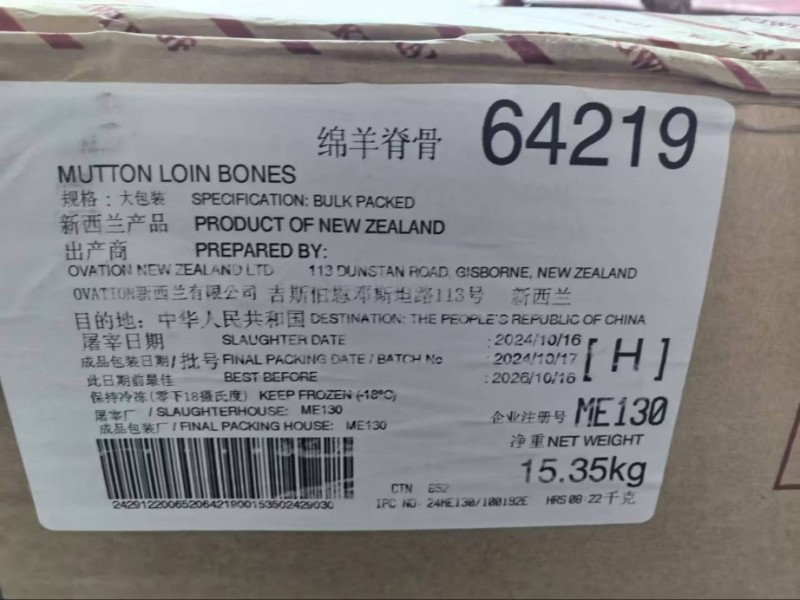 绵羊脊骨 64219
MUTTON LOIN BONES
规格：大包装 SPECIFICATION: BULK PACKED
新西兰产品 PRODUCT OF NEW ZEALAND
出产商 PREPARED BY:
OVATION NEW ZEALAND LTD 113 DUNSTAN ROAD, GISBORNE, NEW ZEALAND
OVATION新西兰有限公司 吉斯伯恩邓斯坦路113号 新西兰
目的地：中华人民共和国 DESTINATION: THE PEOPLE'S REPUBLIC OF CHINA
屠宰日期 SLAUGHTER DATE : 2024/10/16
成品包装日期/批号 FINAL PACKING DATE / BATCH No : 2024/10/17 [ H ]
此日期前最佳 BEST BEFORE : 2026/10/16
保持冷冻(零下18摄氏度) KEEP FROZEN (-18°C)
屠宰厂 / SLAUGHTERHOUSE: ME130 企业注册号 ME130
成品包装厂 / FINAL PACKING HOUSE: ME130
净重 NET WEIGHT
15.35kg
CTN 652
24291220065206421900153502429030 IPC NO: 24ME130/100192E HRS 08:22 千克